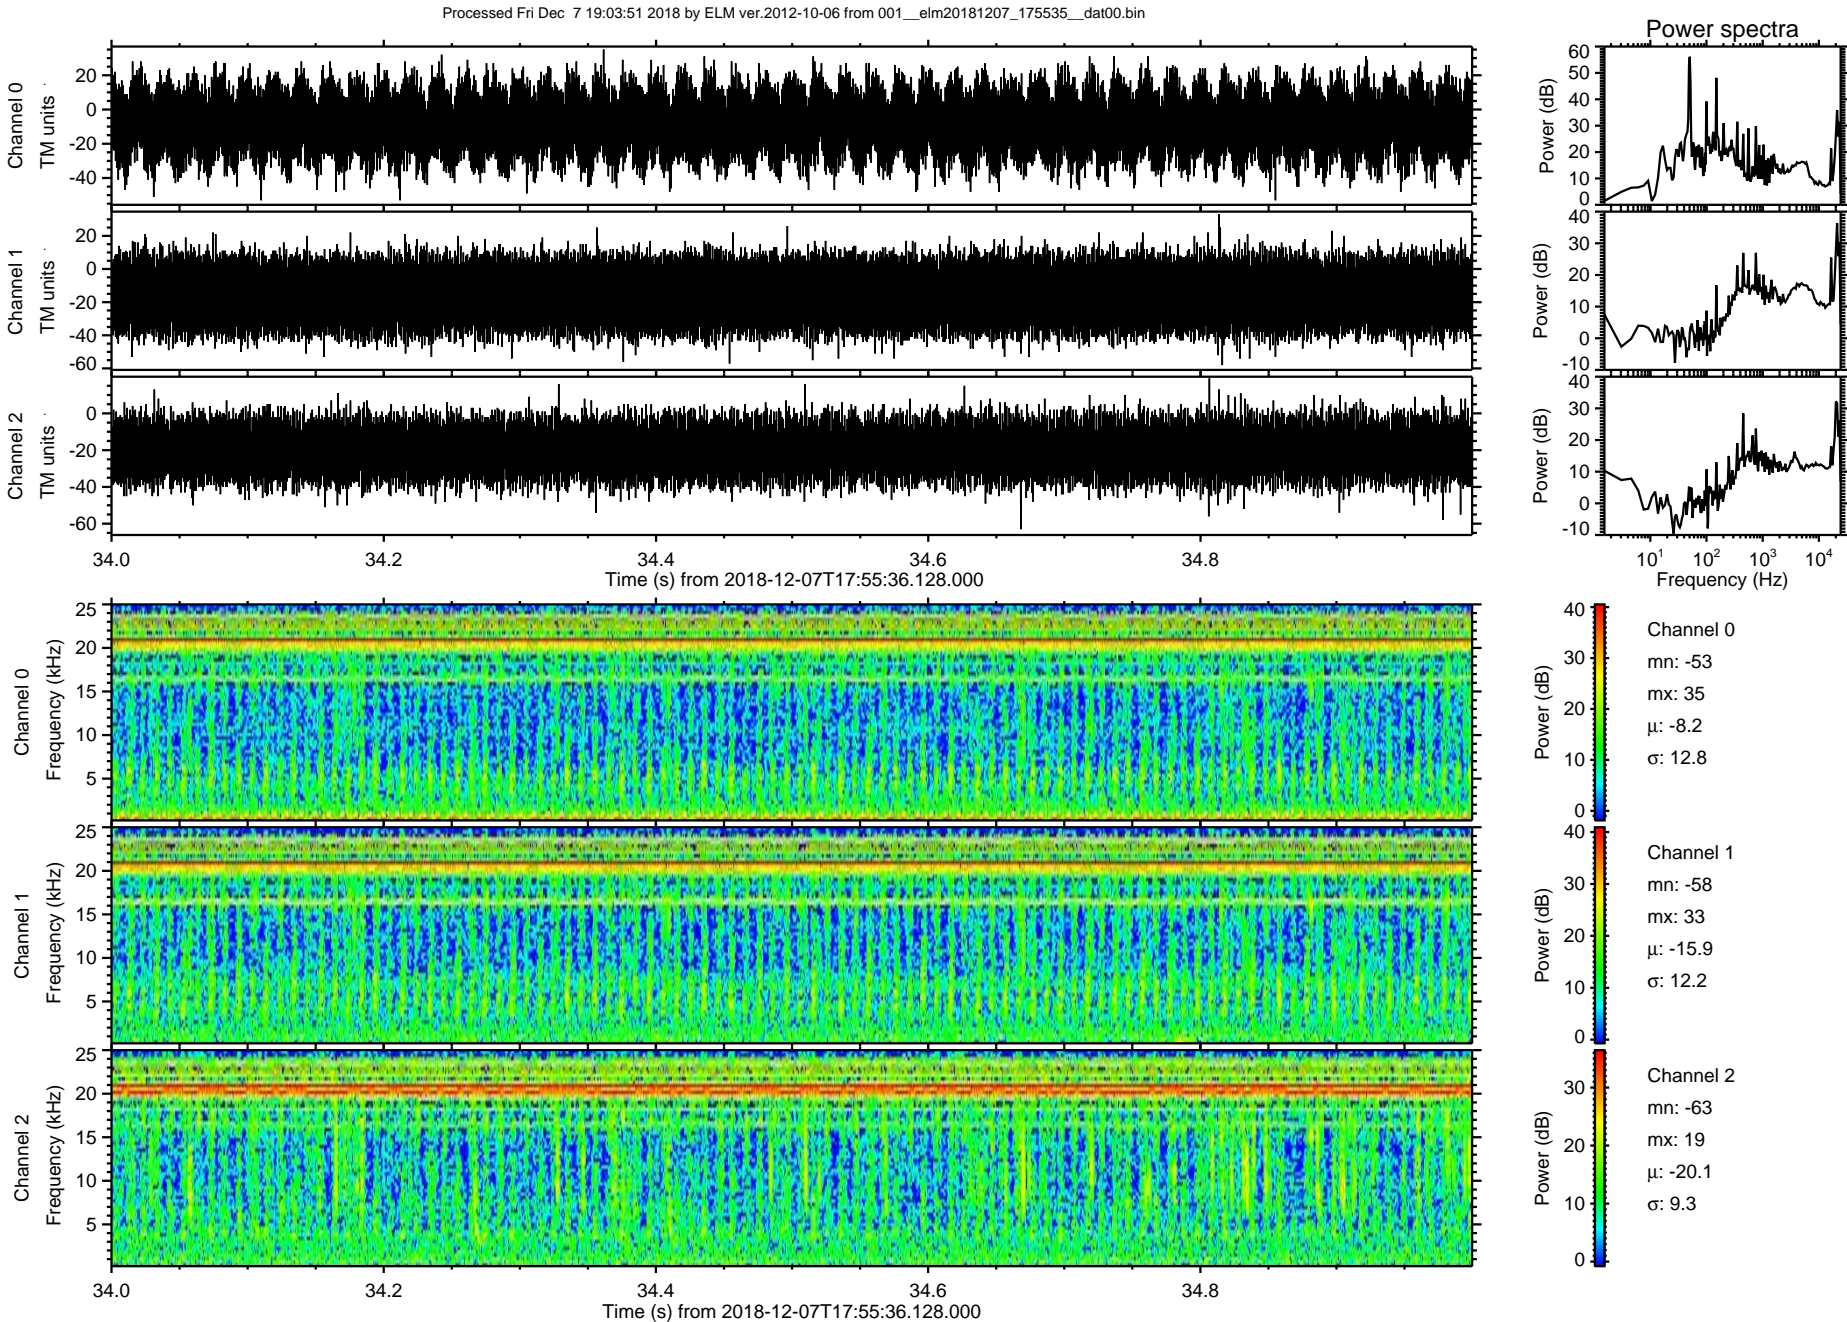 Processed Fri Dec  7 19:03:51 2018 by ELM ver.2012-10-06 from 001__elm20181207_175535__dat00.bin
Power spectra
Channel 0
TM units
20
0
-20
-40
Power (dB)
60
50
40
30
20
10
0
Channel 1
TM units
20
0
-20
-40
-60
Power (dB)
40
30
20
10
0
-10
Channel 2
TM units
0
-20
-40
-60
Power (dB)
40
30
20
10
0
-10
34.0 34.2 34.4 34.6 34.8
Time (s) from 2018-12-07T17:55:36.128.000
10^1 10^2 10^3 10^4
Frequency (Hz)
Channel 0
Frequency (kHz)
25
20
15
10
5
Power (dB)
40
30
20
10
0
Channel 0
mn: -53
mx: 35
μ: -8.2
σ: 12.8
Channel 1
Frequency (kHz)
25
20
15
10
5
Power (dB)
40
30
20
10
0
Channel 1
mn: -58
mx: 33
μ: -15.9
σ: 12.2
Channel 2
Frequency (kHz)
25
20
15
10
5
Power (dB)
30
20
10
0
Channel 2
mn: -63
mx: 19
μ: -20.1
σ: 9.3
34.0 34.2 34.4 34.6 34.8
Time (s) from 2018-12-07T17:55:36.128.000